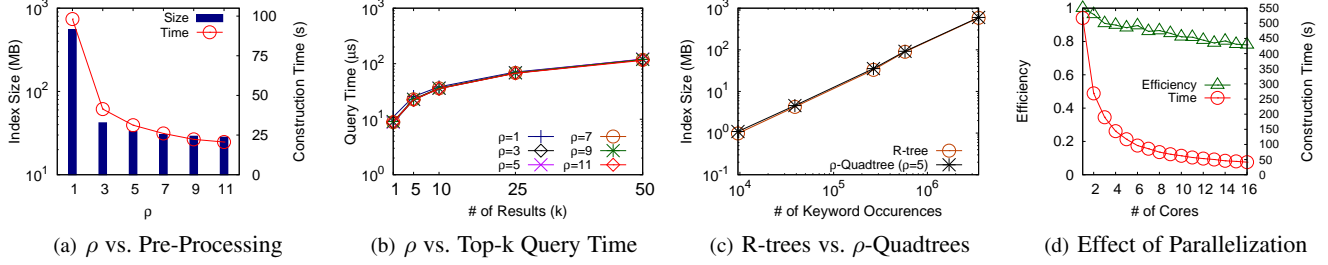 Index Size (MB)
10³
10²
10¹
1 3 5 7 9 11
ρ
Size
Time
100
75
50
25
0
Construction Time (s)
(a) ρ vs. Pre-Processing
Query Time (μs)
10³
10²
10¹
10⁰
1 5 10 25 50
# of Results (k)
ρ=1
ρ=3
ρ=5
ρ=7
ρ=9
ρ=11
(b) ρ vs. Top-k Query Time
Index Size (MB)
10³
10²
10¹
10⁰
10⁻¹
10⁴ 10⁵ 10⁶
# of Keyword Occurences
R-tree
ρ-Quadtree (ρ=5)
(c) R-trees vs. ρ-Quadtrees
Efficiency
1
0.8
0.6
0.4
0.2
0
2 4 6 8 10 12 14 16
# of Cores
Efficiency
Time
550
500
450
400
350
300
250
200
150
100
50
0
Construction Time (s)
(d) Effect of Parallelization